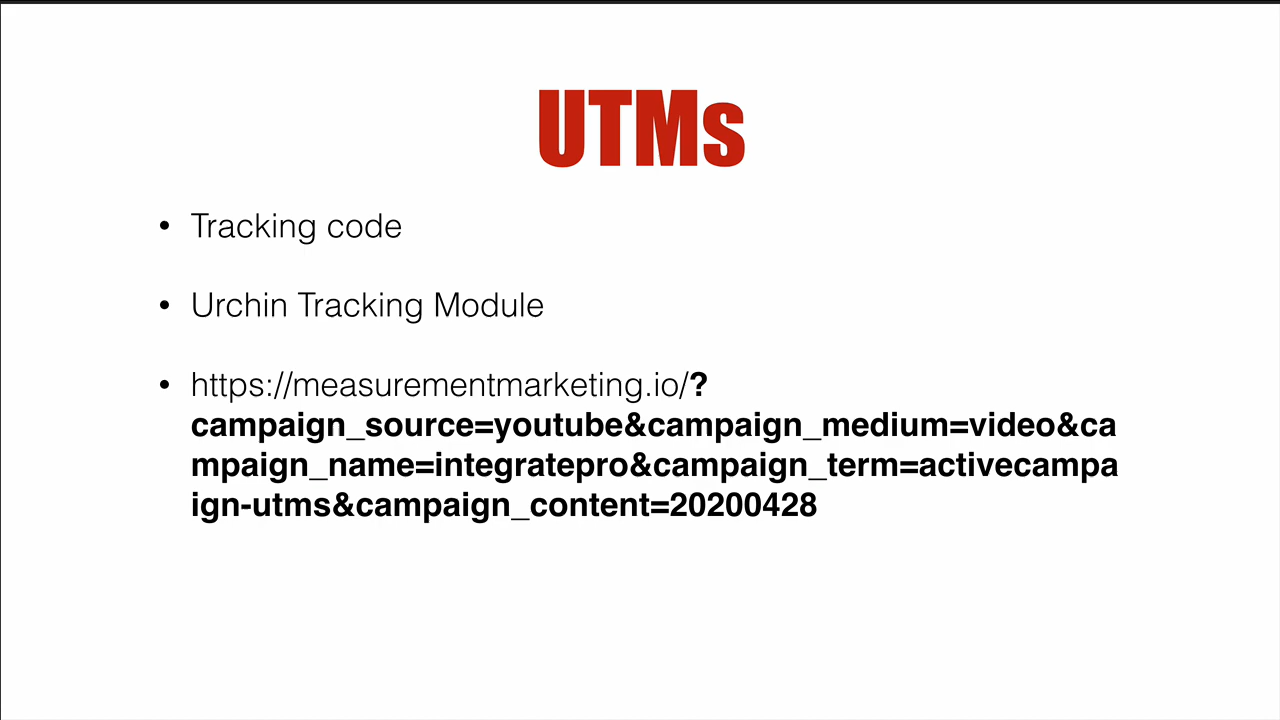 UTMs
• Tracking code
• Urchin Tracking Module
• https://measurementmarketing.io/?
campaign_source=youtube&campaign_medium=video&ca
mpaign_name=integratepro&campaign_term=activecampa
ign-utms&campaign_content=20200428